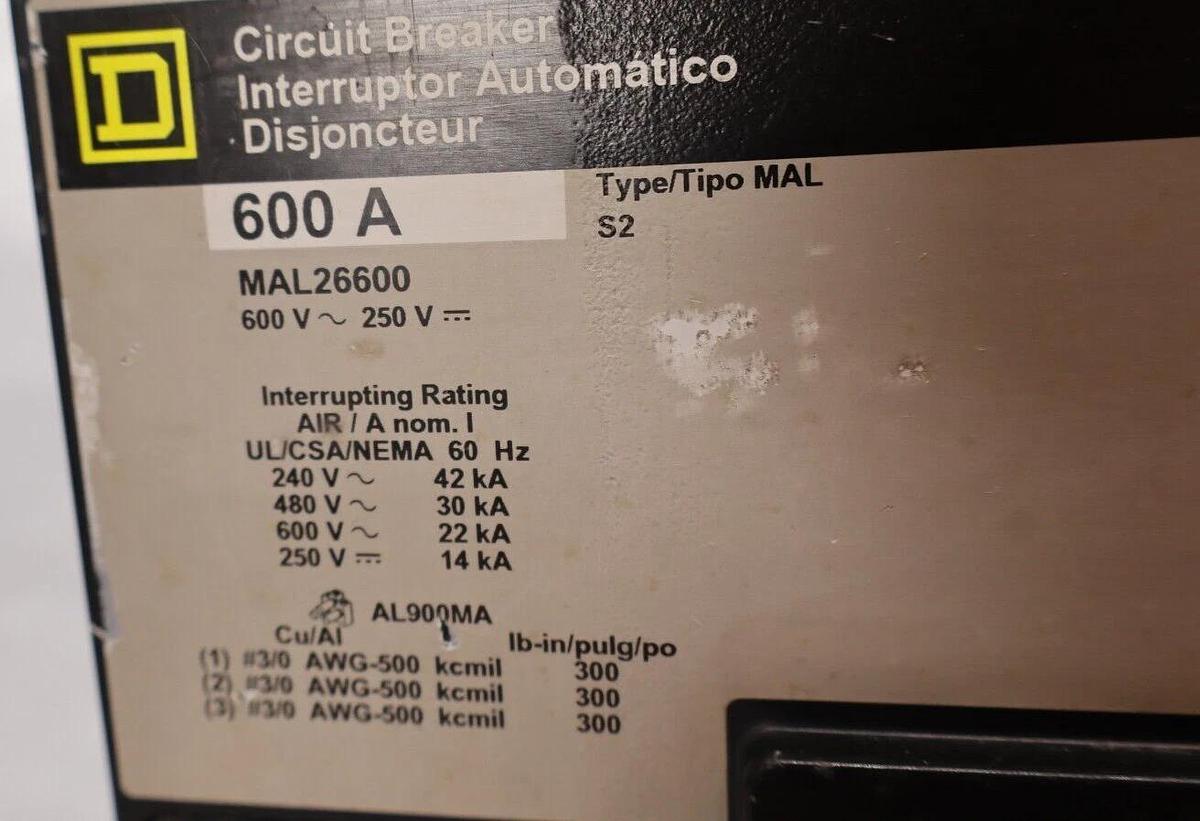 D
Circuit Breaker
Interruptor Automático
Disjoncteur
600 A
Type/Tipo MAL
S2
MAL26600
600 V ~ 250 V ⎓
Interrupting Rating
AIR / A nom. I
UL/CSA/NEMA 60 Hz
240 V ~ 42 kA
480 V ~ 30 kA
600 V ~ 22 kA
250 V ⎓ 14 kA
AL900MA
Cu/Al lb-in/pulg/po
(1) #3/0 AWG-500 kcmil 300
(2) #3/0 AWG-500 kcmil 300
(3) #3/0 AWG-500 kcmil 300